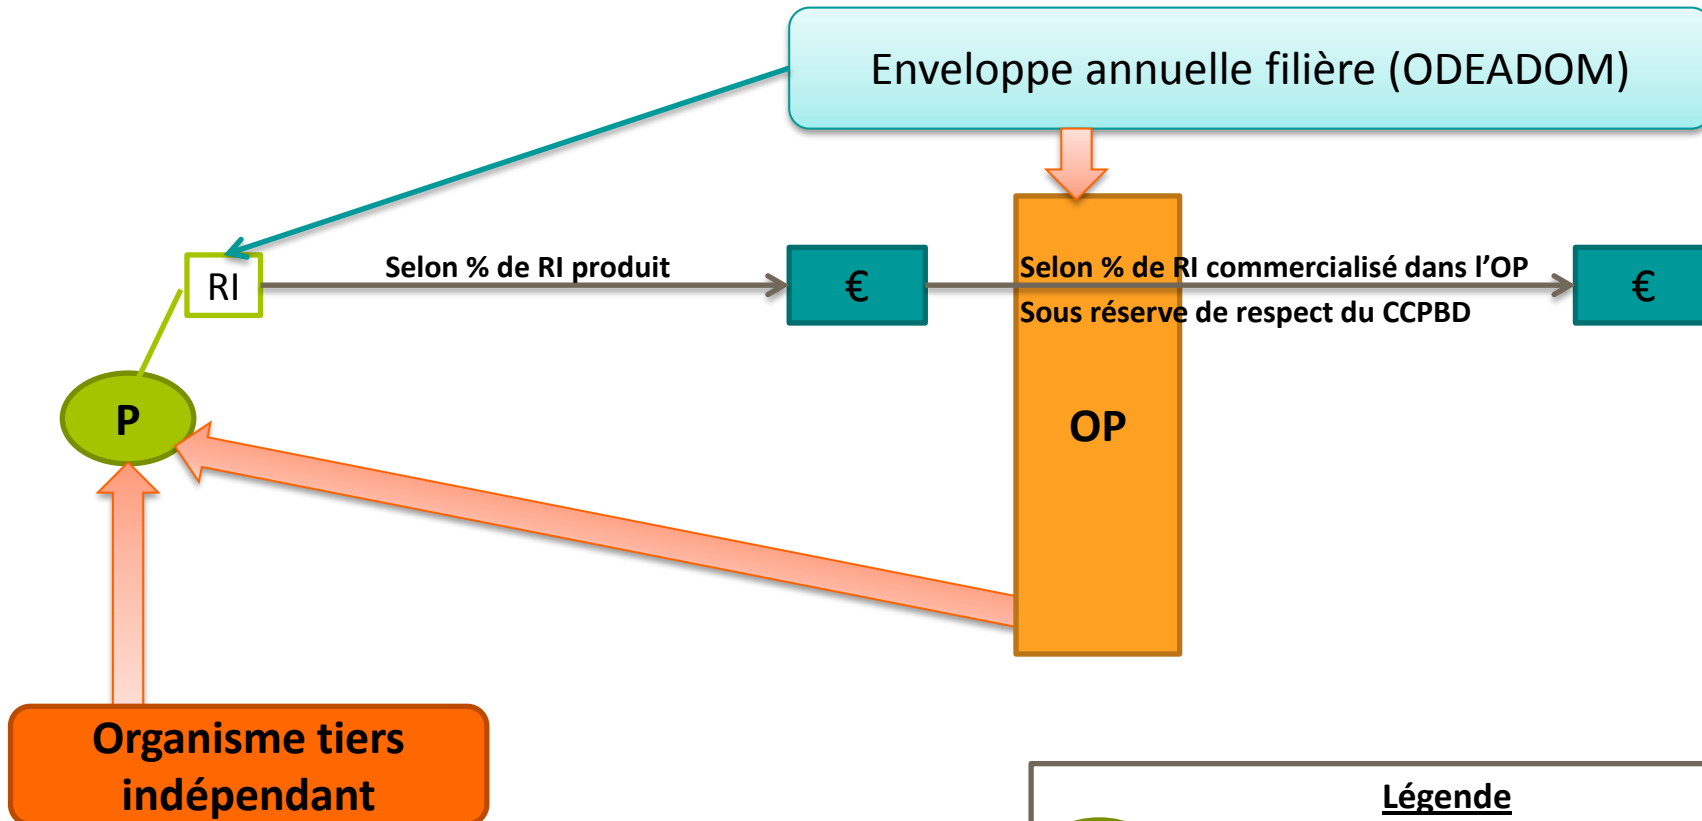 Enveloppe annuelle filière (ODEADOM)
RI
Selon % de RI produit
€
Selon % de RI commercialisé dans l’OP
Sous réserve de respect du CCPBD
€
P
OP
Organisme tiers
indépendant
Légende